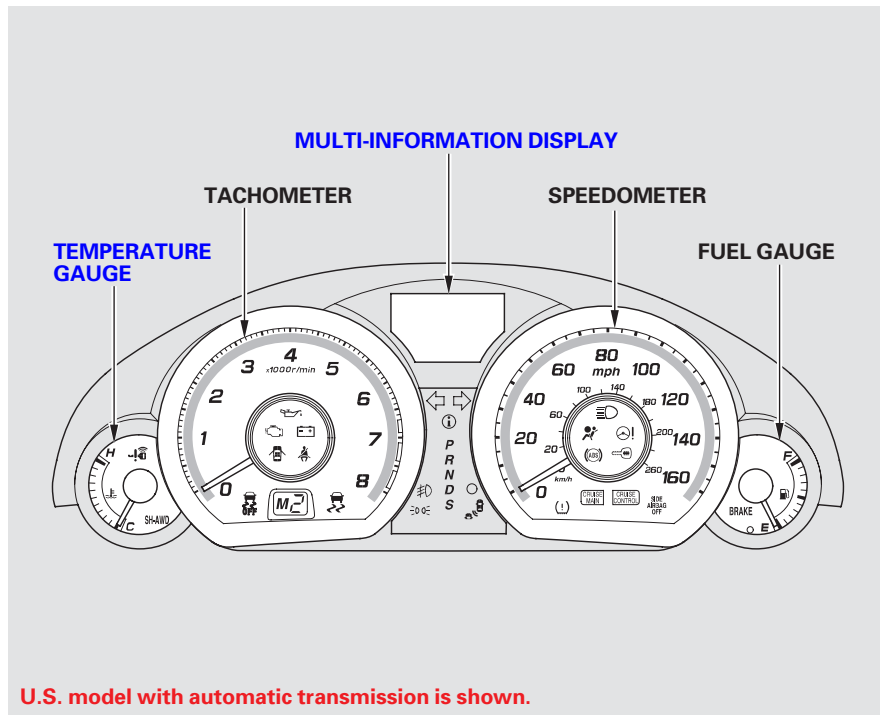 MULTI-INFORMATION DISPLAY
TACHOMETER
SPEEDOMETER
TEMPERATURE
GAUGE
FUEL GAUGE
H
C
SH-AWD
0
1
2
3
4
5
6
7
8
x1000r/min
OFF
M2
P
R
N
D
S
0
20
40
60
80
100
120
140
160
mph
20
60
100
140
180
200
260
km/h
(ABS)
(!)
CRUISE
MAIN
CRUISE
CONTROL
SIDE
AIRBAG
OFF
F
E
BRAKE
U.S. model with automatic transmission is shown.